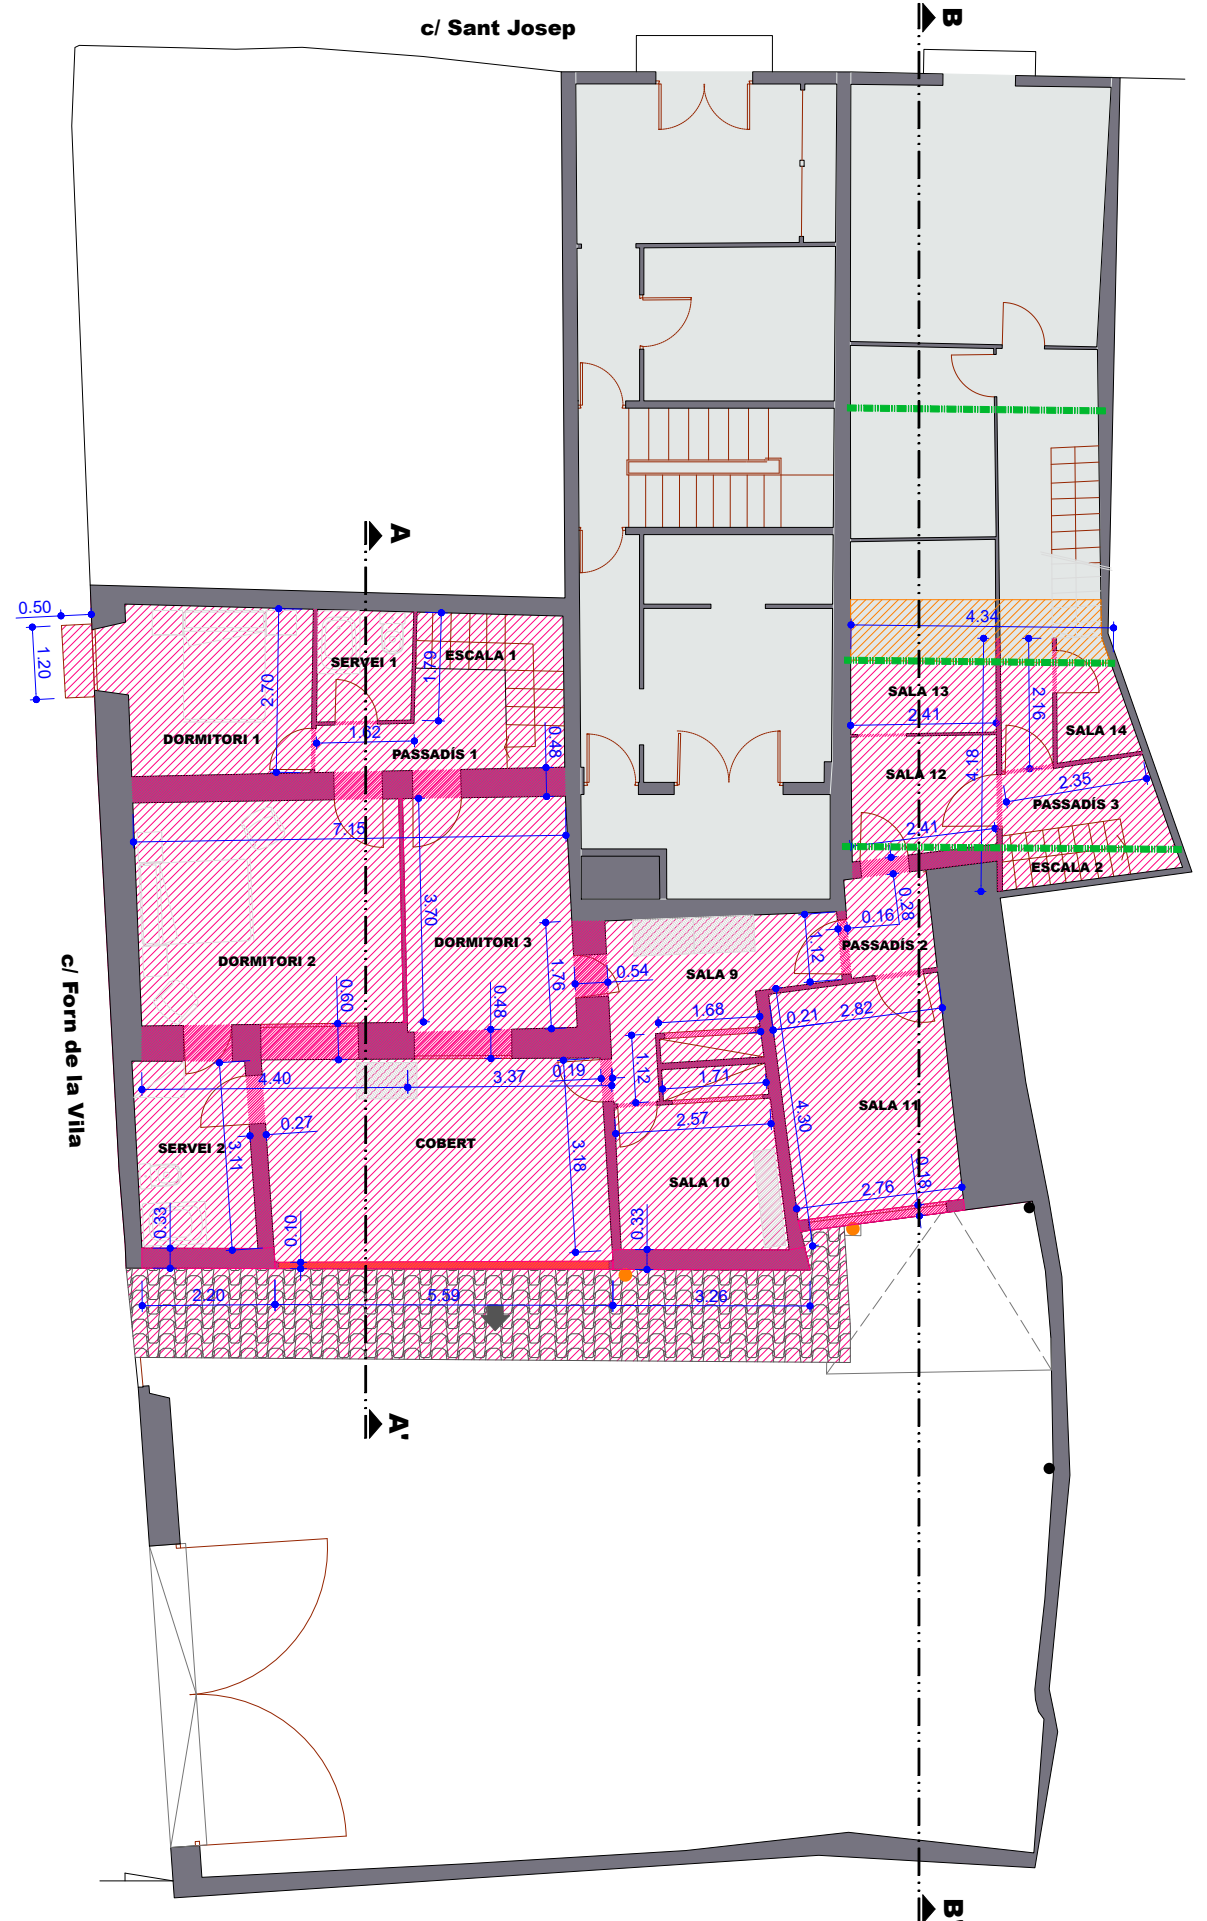 c/ Sant Josep
B
A
0.50
1.20
2.70
SERVEI 1
1.79
ESCALA 1
DORMITORI 1
1.62
PASSADÍS 1
0.48
4.34
SALA 13
2.16
2.41
SALA 14
4.18
SALA 12
2.35
PASSADÍS 3
2.41
ESCALA 2
7.15
3.70
DORMITORI 3
DORMITORI 2
1.76
0.60
0.48
0.54
SALA 9
1.12
0.16
0.28
PASSADÍS 2
1.68
0.21
2.82
c/ Forn de la Vila
4.40
3.37
0.19
1.12
1.71
SALA 11
4.30
0.27
COBERT
2.57
SERVEI 2
3.11
3.18
SALA 10
0.18
2.76
0.33
0.10
0.33
2.20
5.59
3.26
A'
B'